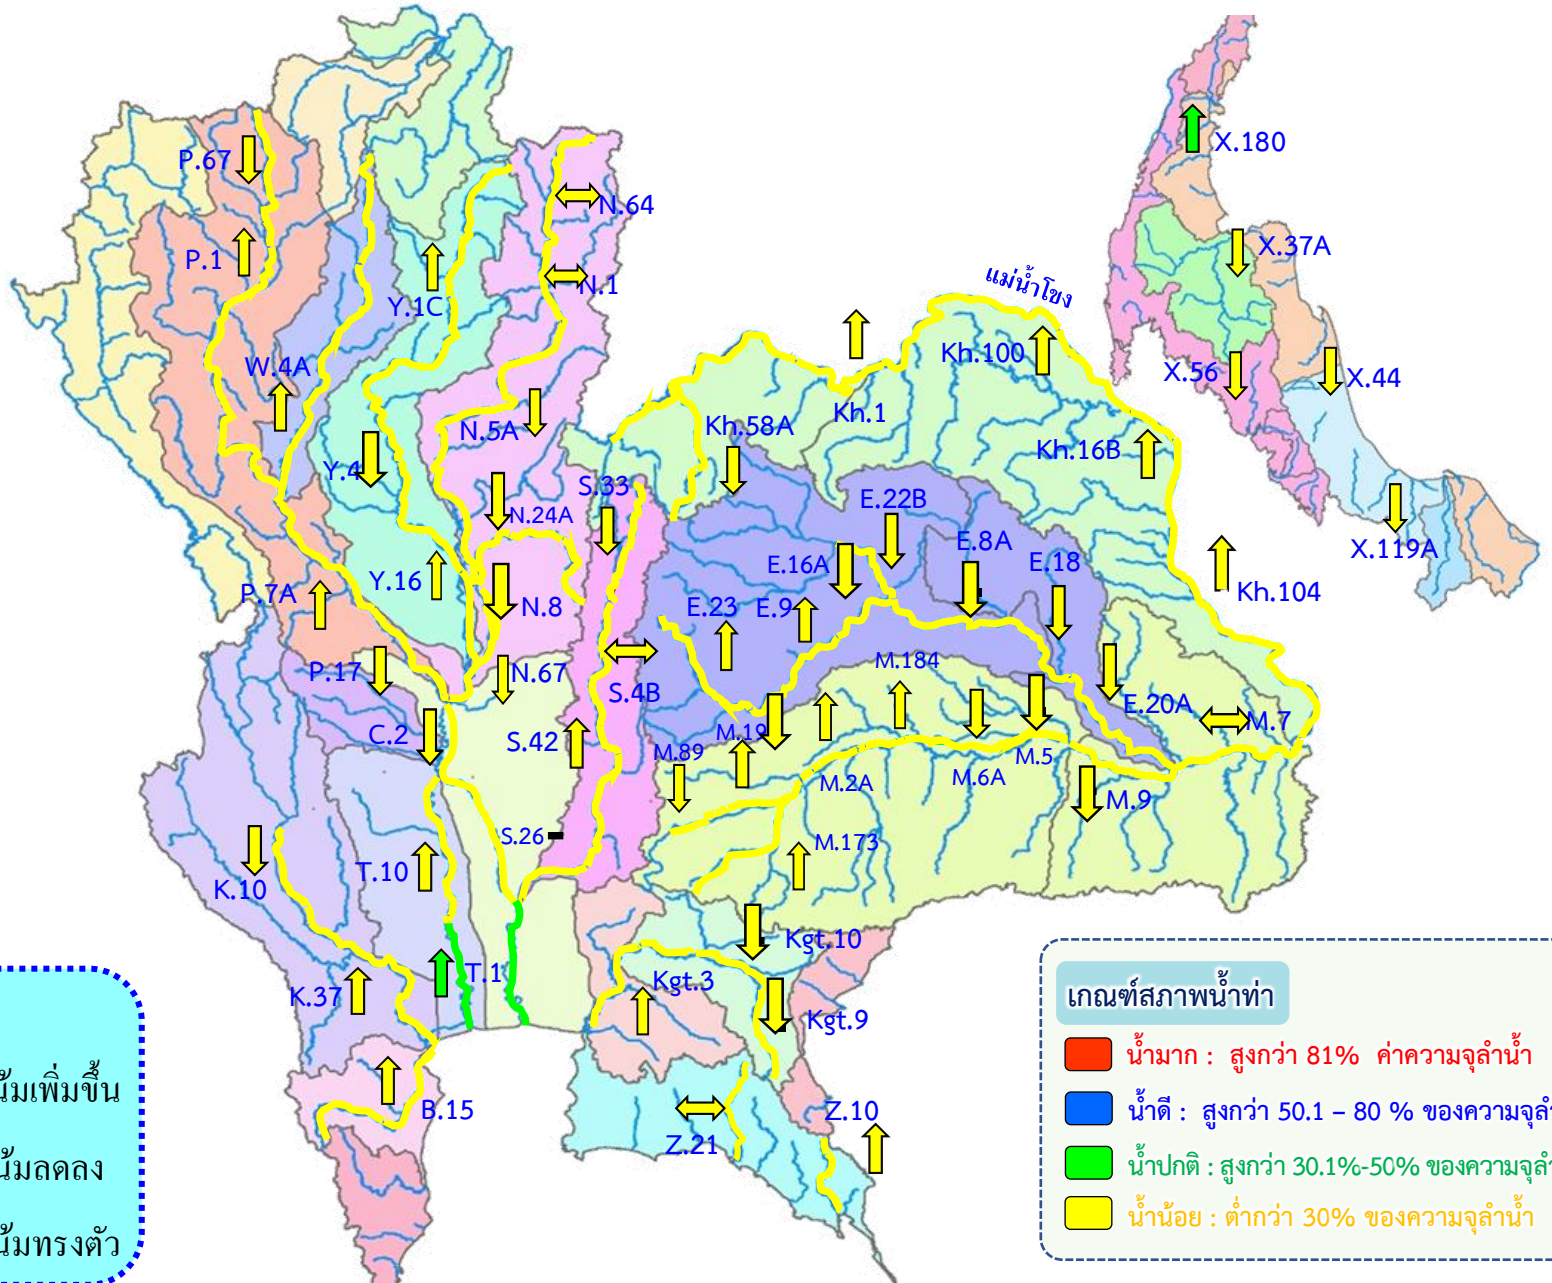 X.180
P.67
N.64
P.1
X.37A
N.1
แม่น้ำโขง
Y.1C
Kh.100
W.4A
X.56
X.44
Kh.1
Kh.58A
N.5A
Kh.16B
Y.4
S.33
E.22B
N.24A
E.8A
X.119A
E.16A
E.18
Y.16
P.7A
N.8
E.23
E.9
Kh.104
P.17
N.67
M.184
S.4B
E.20A
M.7
C.2
S.42
M.19
M.89
M.5
M.2A
M.6A
M.9
S.26
M.173
T.10
K.10
Kgt.10
T.1
Kgt.3
K.37
Kgt.9
B.15
Z.10
Z.21
น้มเพิ่มขึ้น
น้มลดลง
น้มทรงตัว
เกณฑ์สภาพน้ำท่า
น้ำมาก : สูงกว่า 81% ค่าความจุลำน้ำ
น้ำดี : สูงกว่า 50.1 – 80 % ของความจุลำ
น้ำปกติ : สูงกว่า 30.1%-50% ของความจุลำ
น้ำน้อย : ต่ำกว่า 30% ของความจุลำน้ำ